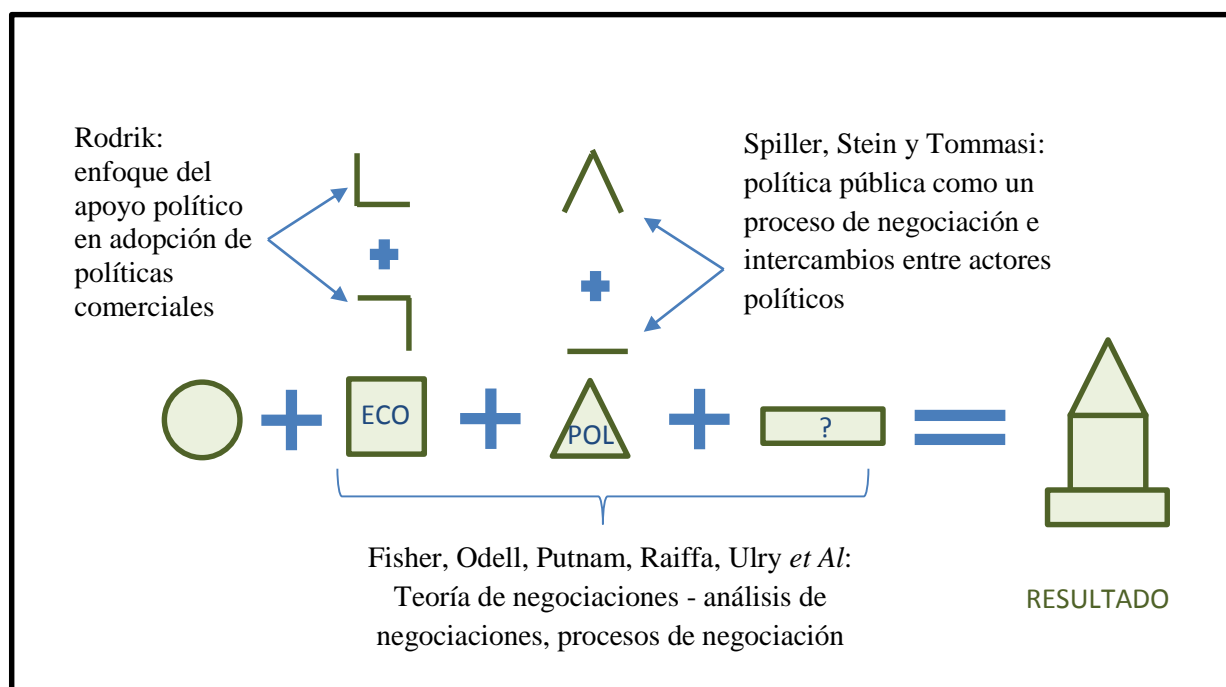 Rodrik:
enfoque del
apoyo político
en adopción de
políticas
comerciales
Spiller, Stein y Tommasi:
política pública como un
proceso de negociación e
intercambios entre actores
políticos
ECO
POL
?
Fisher, Odell, Putnam, Raiffa, Ulry et Al:
Teoría de negociaciones - análisis de
negociaciones, procesos de negociación
RESULTADO